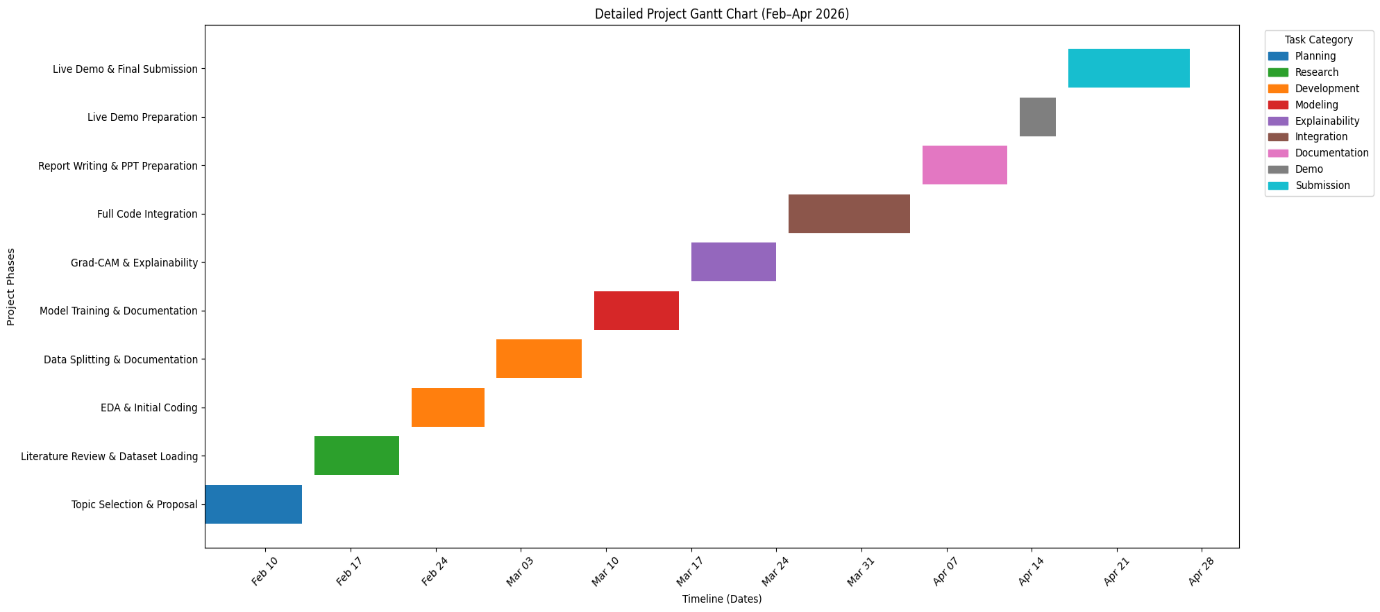 Detailed Project Gantt Chart (Feb–Apr 2026)
Project Phases
Live Demo & Final Submission
Live Demo Preparation
Report Writing & PPT Preparation
Full Code Integration
Grad-CAM & Explainability
Model Training & Documentation
Data Splitting & Documentation
EDA & Initial Coding
Literature Review & Dataset Loading
Topic Selection & Proposal
Feb 10
Feb 17
Feb 24
Mar 03
Mar 10
Mar 17
Mar 24
Mar 31
Apr 07
Apr 14
Apr 21
Apr 28
Timeline (Dates)
Task Category
Planning
Research
Development
Modeling
Explainability
Integration
Documentation
Demo
Submission